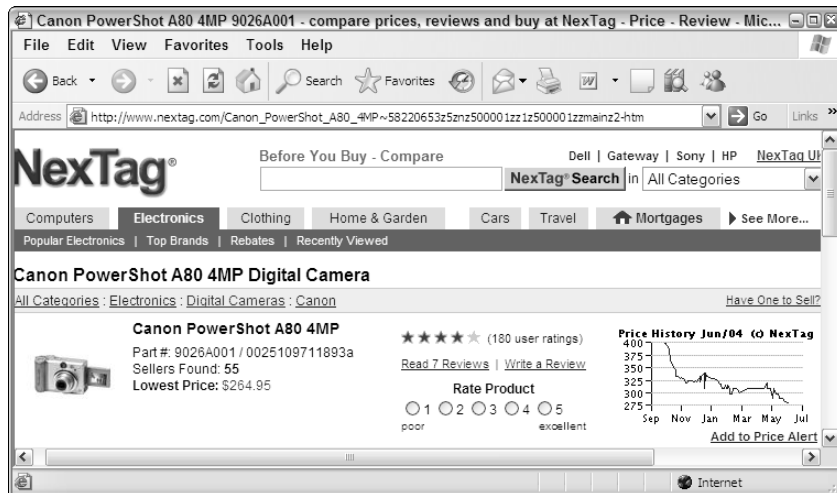 Canon PowerShot A80 4MP 9026A001 - compare prices, reviews and buy at NexTag - Price - Review - Mic...
File Edit View Favorites Tools Help
Back Search Favorites
Address http://www.nextag.com/Canon_PowerShot_A80_4MP~58220653z5znz500001zz1z500001zzmainz2-htm Go Links »
NexTag® Before You Buy - Compare Dell | Gateway | Sony | HP NexTag UK
NexTag® Search in All Categories
Computers Electronics Clothing Home & Garden Cars Travel Mortgages See More...
Popular Electronics | Top Brands | Rebates | Recently Viewed
Canon PowerShot A80 4MP Digital Camera
All Categories : Electronics : Digital Cameras : Canon Have One to Sell?
Canon PowerShot A80 4MP
Part #: 9026A001 / 0025109711893a
Sellers Found: 55
Lowest Price: $264.95
(180 user ratings)
Read 7 Reviews | Write a Review
Rate Product
1 2 3 4 5
poor excellent
Price History Jun/04 (c) NexTag
400
375
350
325
300
275
Sep Nov Jan Mar May Jul
Add to Price Alert
Internet